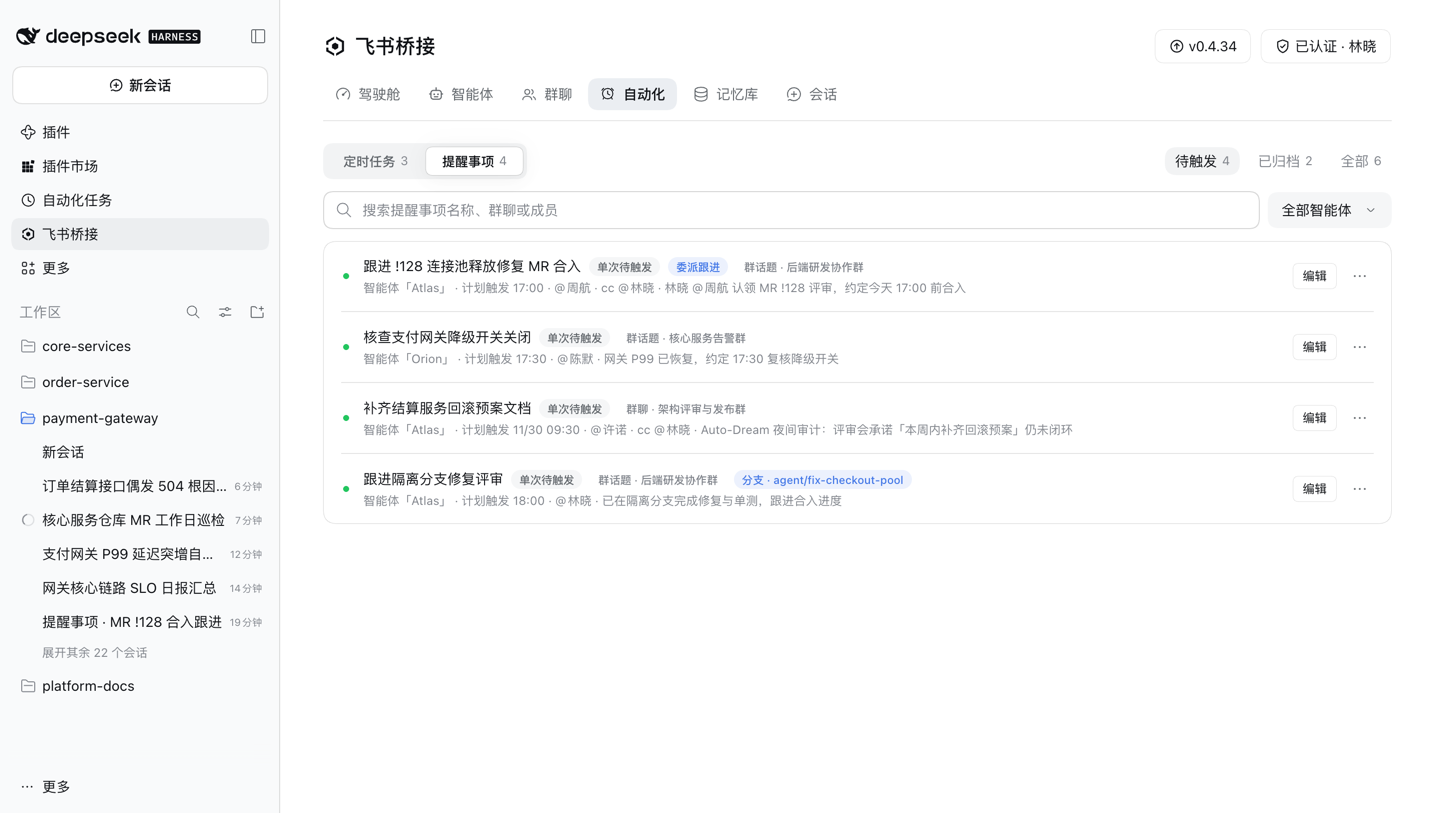 deepseek HARNESS
新会话
插件
插件市场
自动化任务
飞书桥接
更多
工作区
core-services
order-service
payment-gateway
新会话
订单结算接口偶发 504 根因... 6 分钟
核心服务仓库 MR 工作日巡检 7 分钟
支付网关 P99 延迟突增自... 12 分钟
网关核心链路 SLO 日报汇总 14 分钟
提醒事项 · MR !128 合入跟进 19 分钟
展开其余 22 个会话
platform-docs
更多
飞书桥接 v0.4.34 已认证 · 林晓
驾驶舱 智能体 群聊 自动化 记忆库 会话
定时任务 3 提醒事项 4 待触发 4 已归档 2 全部 6
搜索提醒事项名称、群聊或成员 全部智能体
跟进 !128 连接池释放修复 MR 合入 单次待触发 委派跟进 群话题 · 后端研发协作群 编辑
智能体「Atlas」 · 计划触发 17:00 · @周航 · cc @林晓 · 林晓 @周航 认领 MR !128 评审，约定今天 17:00 前合入
核查支付网关降级开关关闭 单次待触发 群话题 · 核心服务告警群 编辑
智能体「Orion」 · 计划触发 17:30 · @陈默 · 网关 P99 已恢复，约定 17:30 复核降级开关
补齐结算服务回滚预案文档 单次待触发 群聊 · 架构评审与发布群 编辑
智能体「Atlas」 · 计划触发 11/30 09:30 · @许诺 · cc @林晓 · Auto-Dream 夜间审计：评审会承诺「本周内补齐回滚预案」仍未闭环
跟进隔离分支修复评审 单次待触发 群话题 · 后端研发协作群 分支 · agent/fix-checkout-pool 编辑
智能体「Atlas」 · 计划触发 18:00 · @林晓 · 已在隔离分支完成修复与单测，跟进合入进度